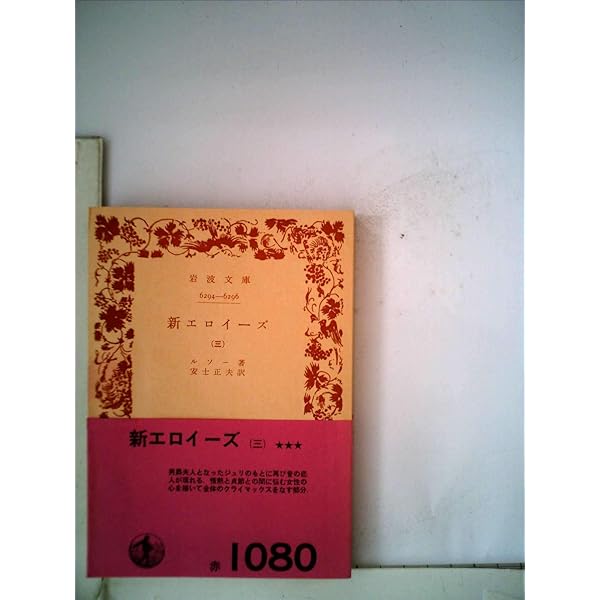 岩波文庫
6294—6296
新エロイーズ
(三)
ルソー著
安士正夫訳
新エロイーズ (三) ★★★
男爵夫人となったジュリのもとに再び昔の恋
人が現れる．情熱と貞節との間に悩む女性の
心を描いて全体のクライマックスをなす部分．
赤 1080